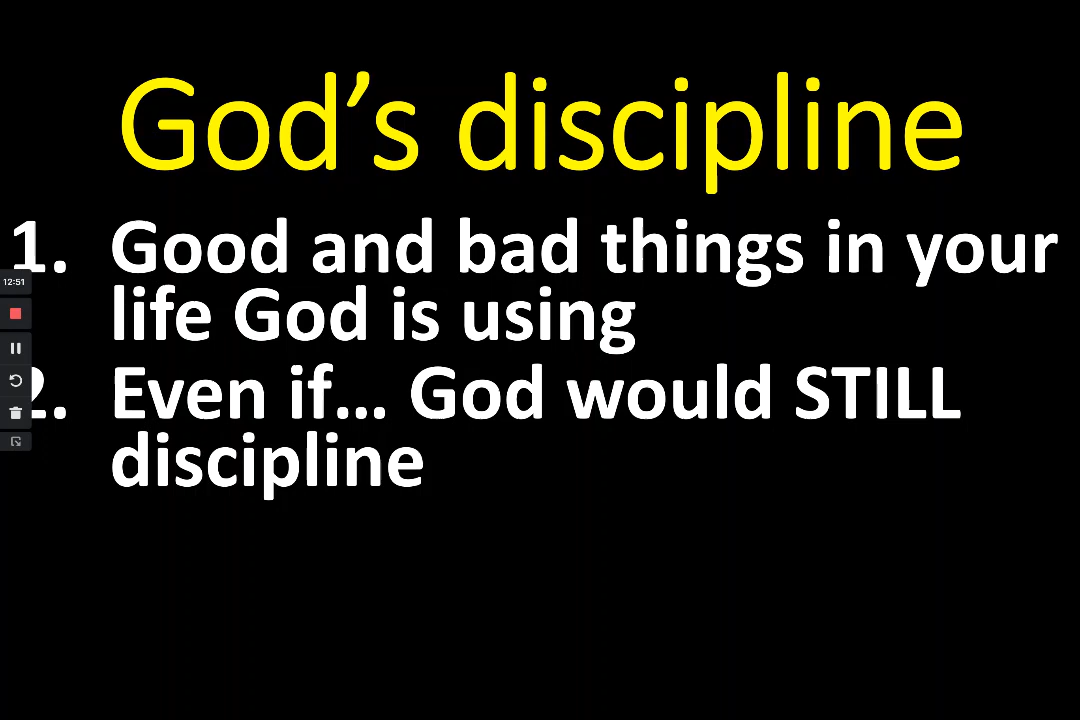 God’s discipline
1. Good and bad things in your
life God is using
12:51
2. Even if... God would STILL
discipline